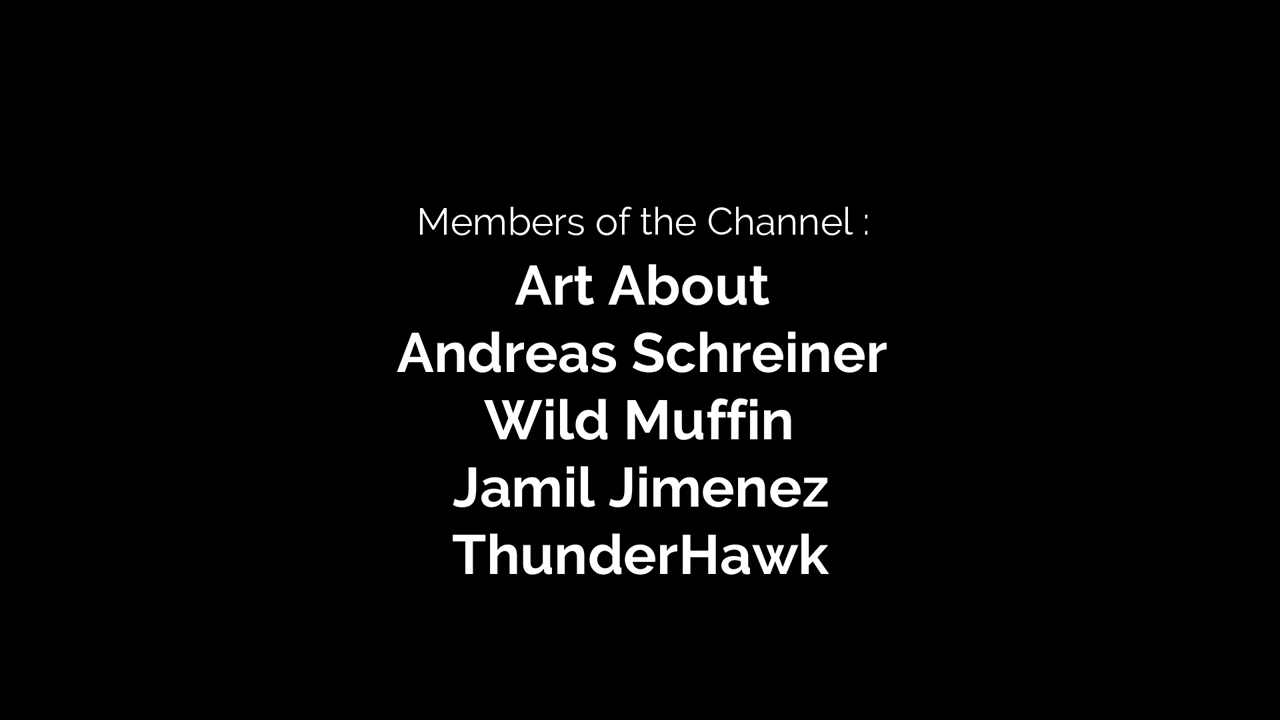 Members of the Channel :
Art About
Andreas Schreiner
Wild Muffin
Jamil Jimenez
ThunderHawk